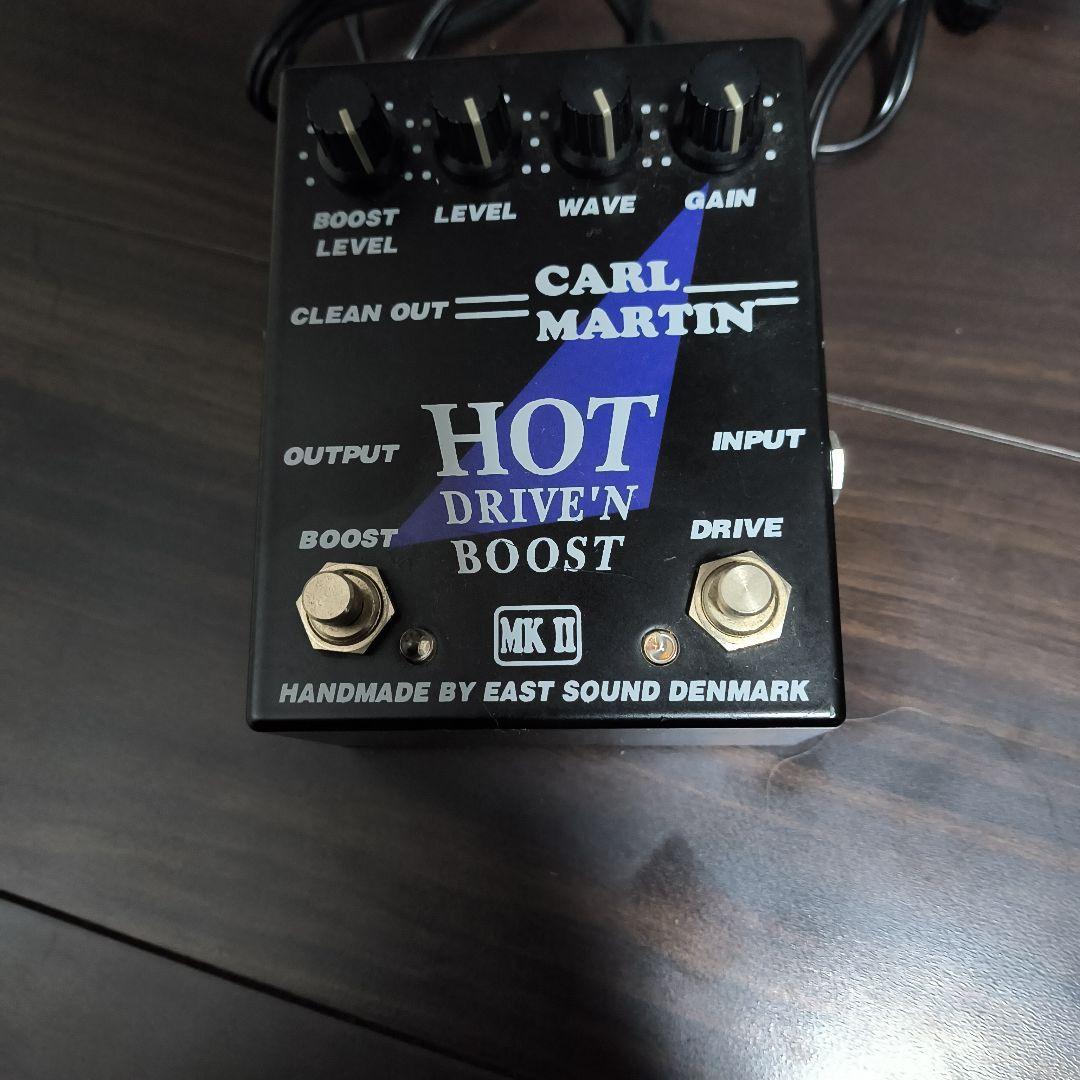 BOOST LEVEL
LEVEL
WAVE
GAIN
CLEAN OUT
CARL
MARTIN
OUTPUT
HOT
INPUT
DRIVE'N
BOOST
BOOST
DRIVE
MK II
HANDMADE BY EAST SOUND DENMARK